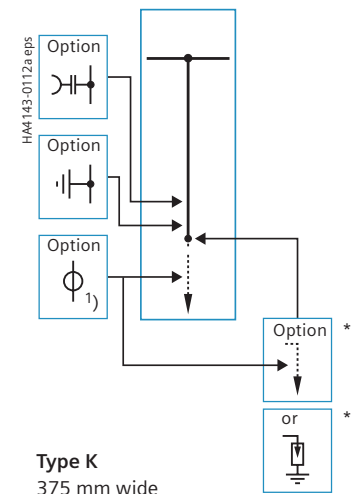 HA4143-0112a eps
Option
Option
Option
1)
Option *
or *
Type K
375 mm wide